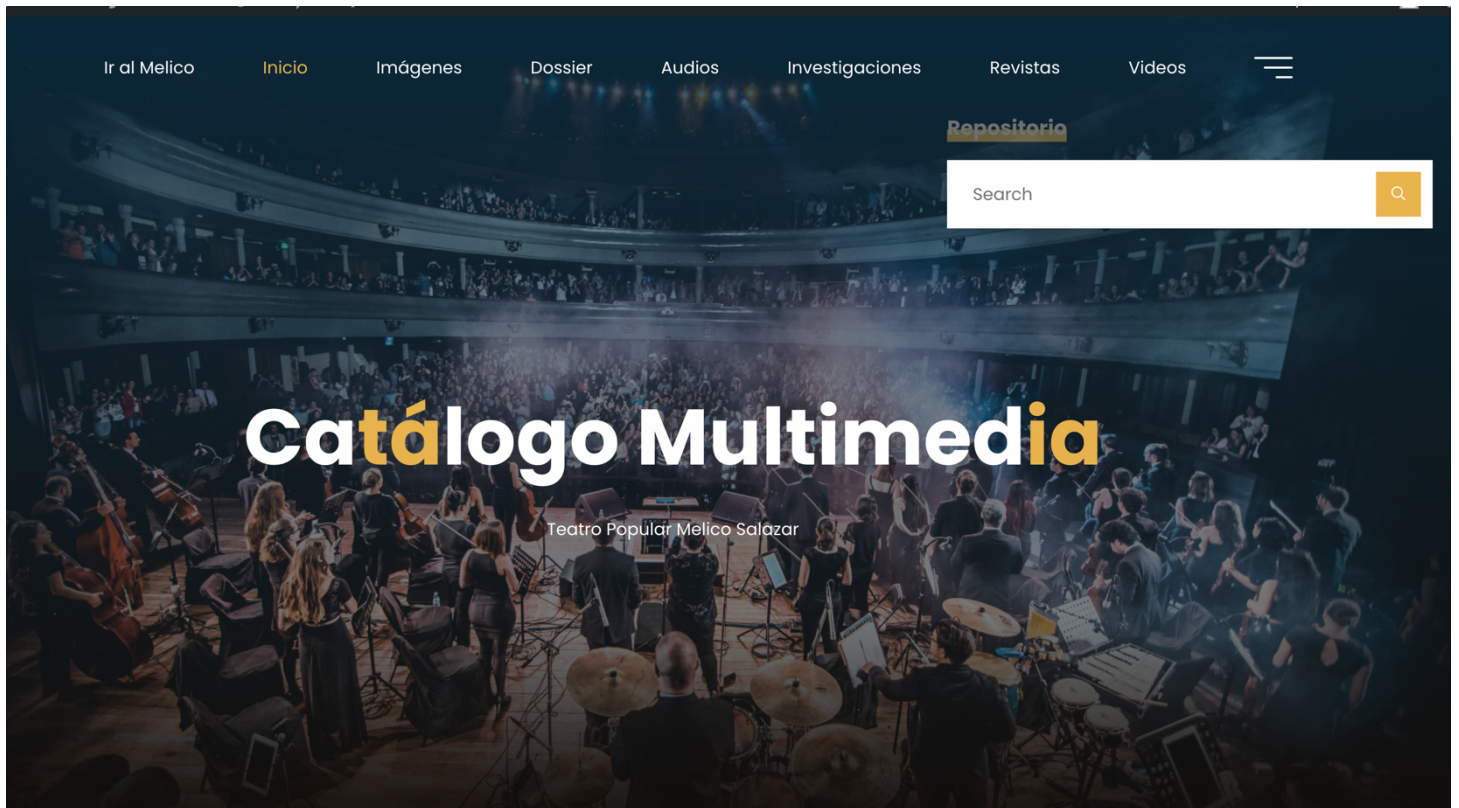 Ir al Melico Inicio Imágenes Dossier Audios Investigaciones Revistas Videos
Repositorio
Search
Catálogo Multimedia
Teatro Popular Melico Salazar